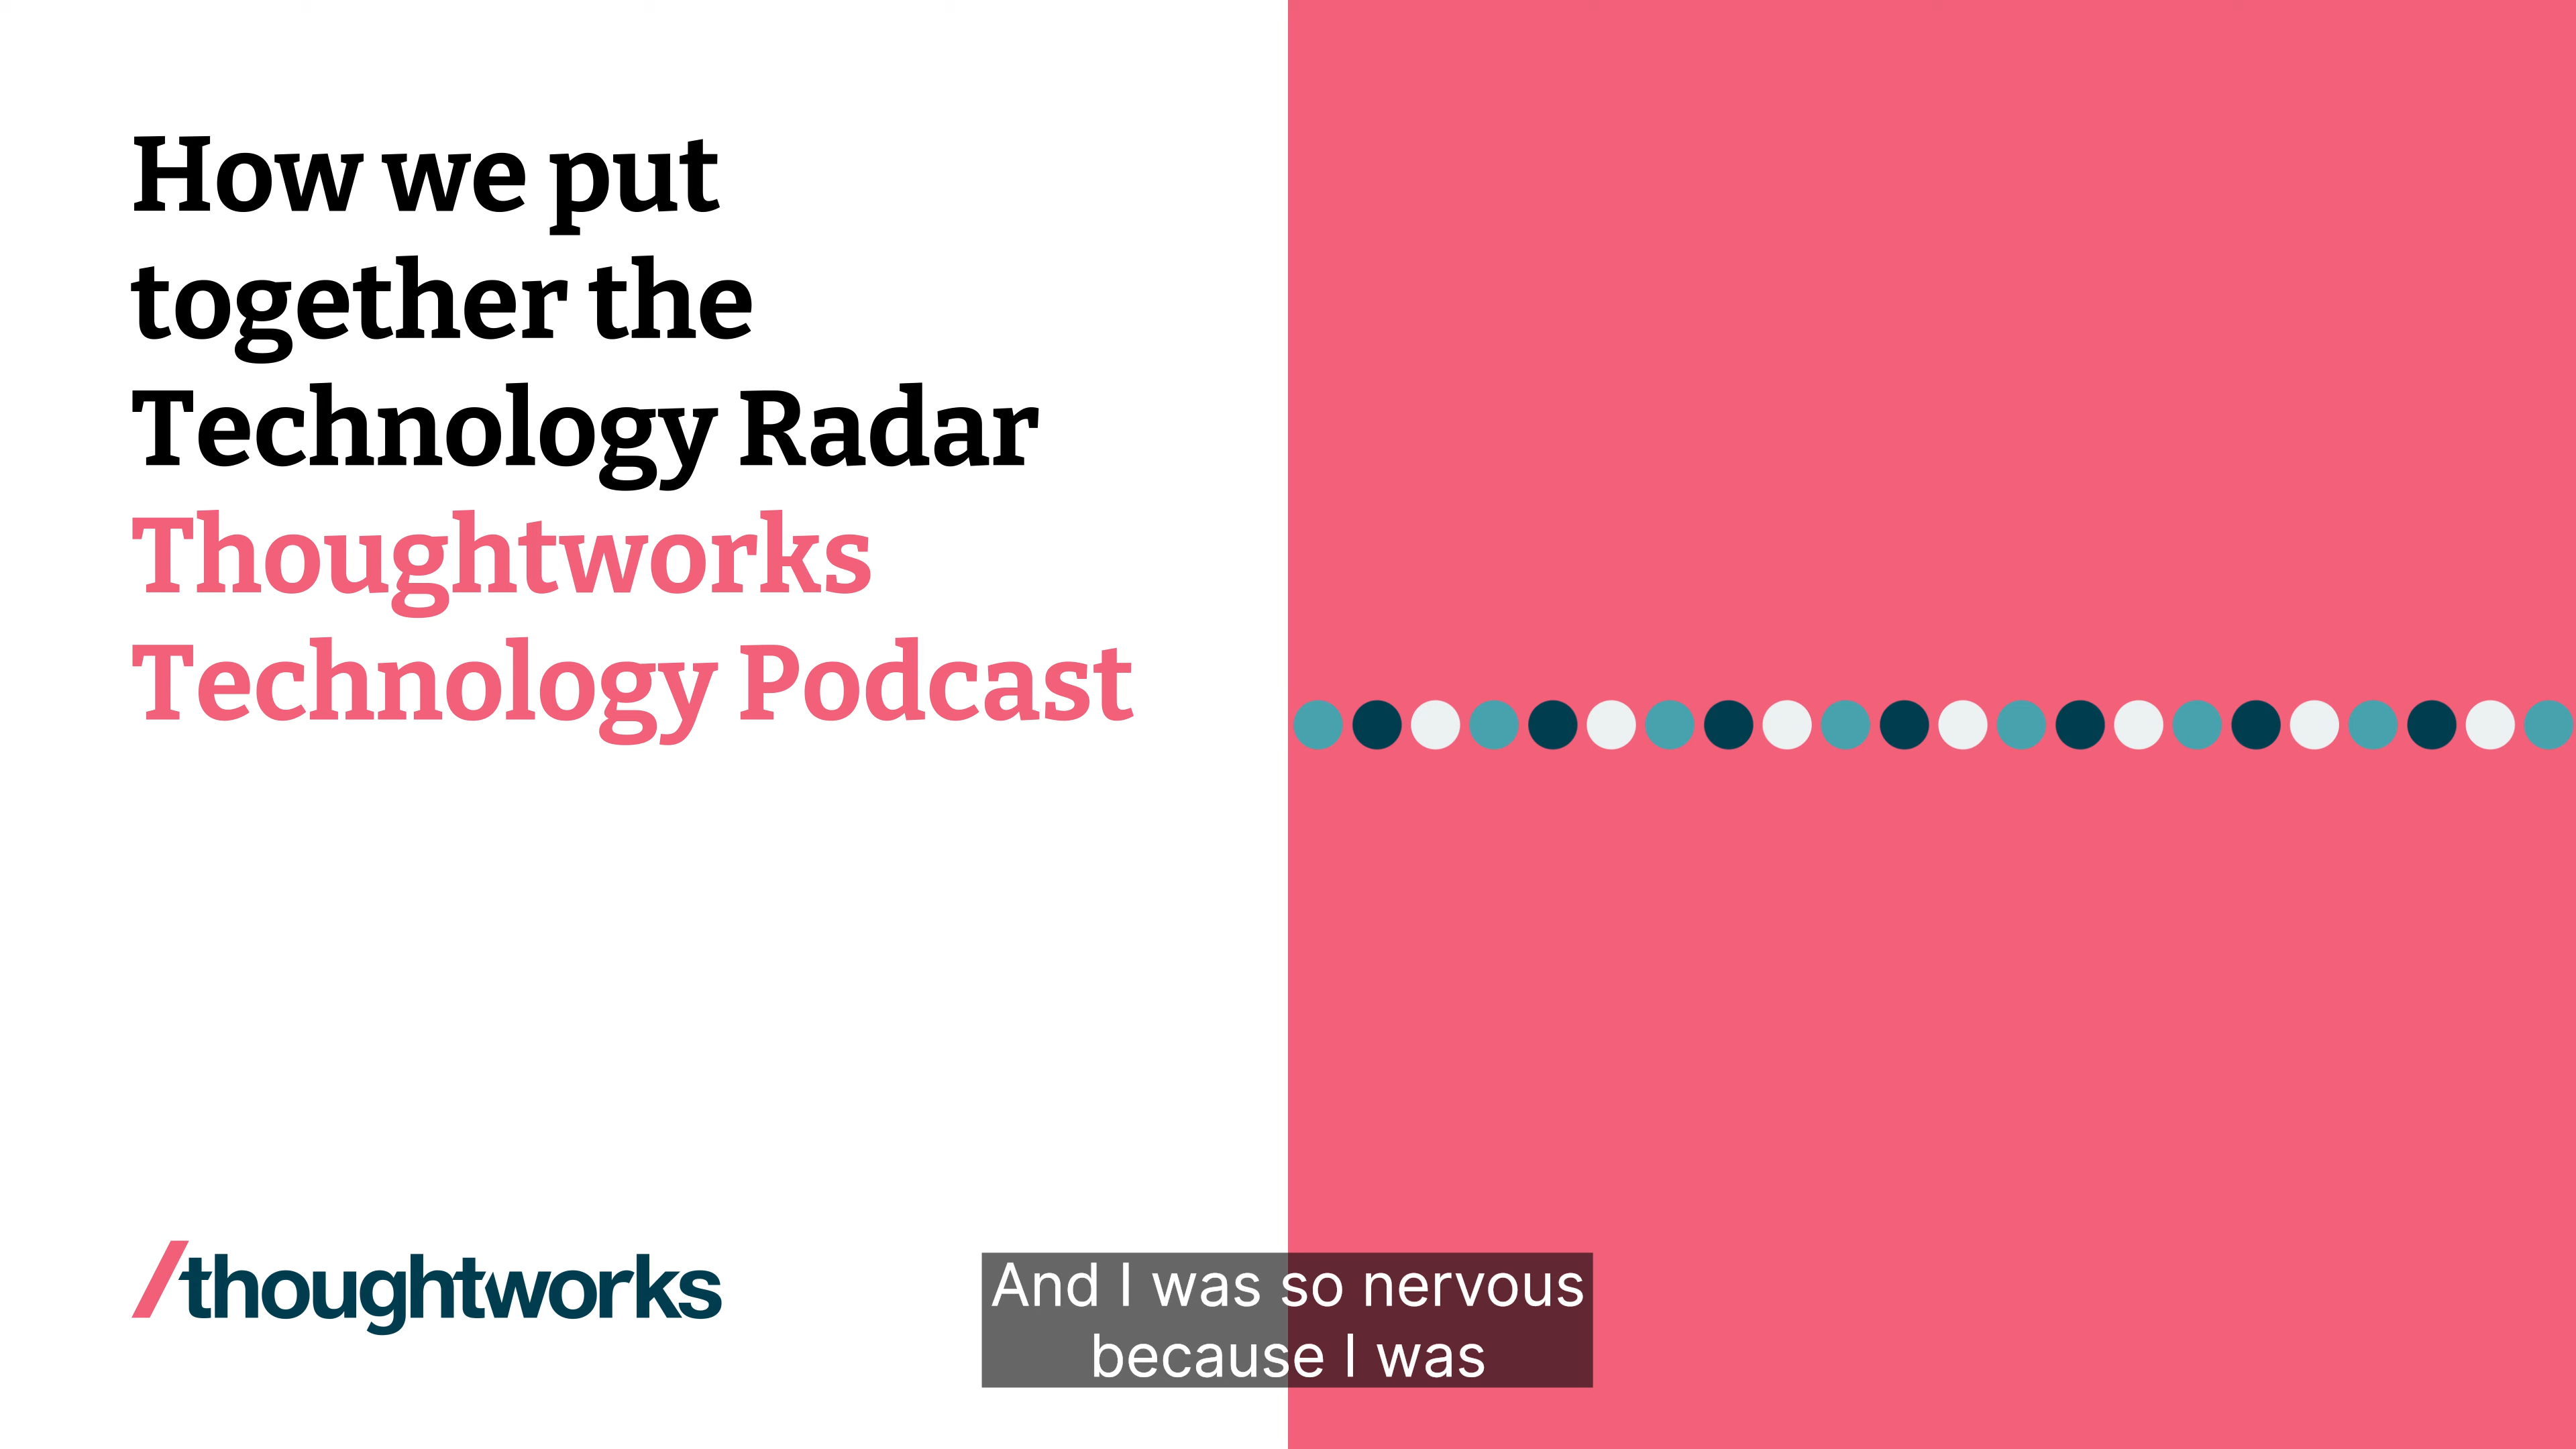 How we put
together the
Technology Radar
Thoughtworks
Technology Podcast
/thoughtworks
And I was so nervous
because I was